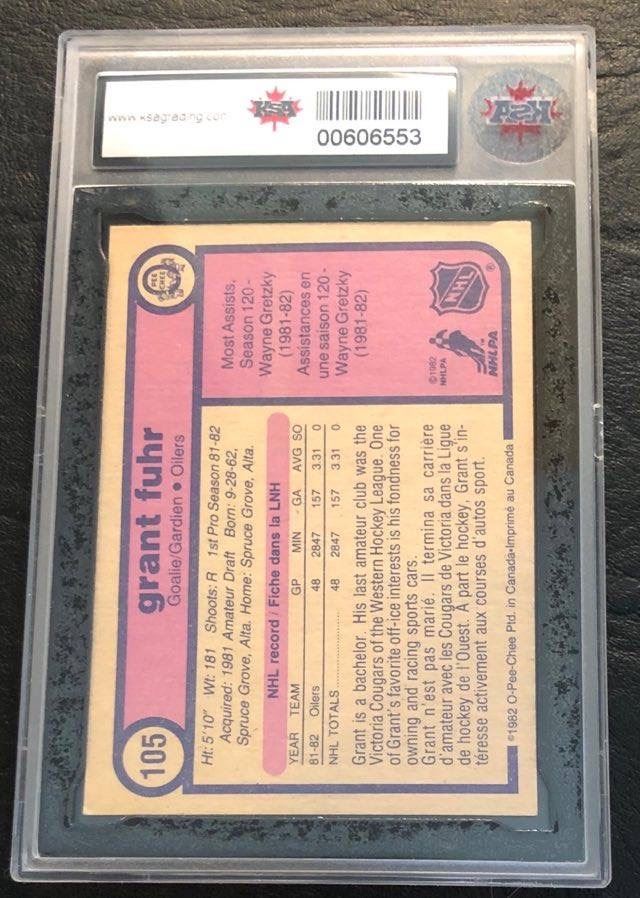 www.ksagrading.com
KSA
00606553
KSA
105
grant fuhr
Goalie/Gardien • Oilers
O PEE CHEE
Ht: 5'10" Wt: 181 Shoots: R 1st Pro Season 81-82
Acquired: 1981 Amateur Draft Born: 9-28-62,
Spruce Grove, Alta. Home: Spruce Grove, Alta.
NHL record / Fiche dans la LNH
YEAR TEAM GP MIN GA AVG SO
81-82 Oilers 48 2847 157 3.31 0
NHL TOTALS 48 2847 157 3.31 0
Grant is a bachelor. His last amateur club was the
Victoria Cougars of the Western Hockey League. One
of Grant's favorite off-ice interests is his fondness for
owning and racing sports cars.
Grant n'est pas marié. Il termina sa carrière
d'amateur avec les Cougars de Victoria dans la Ligue
de hockey de l'Ouest. À part le hockey, Grant s'in-
téresse activement aux courses d'autos sport.
Most Assists,
Season 120 -
Wayne Gretzky
(1981-82)
Assistances en
une saison 120 -
Wayne Gretzky
(1981-82)
©1982
NHLPA
NHLPA
TM
NHL
®
©1982 O-Pee-Chee Ptd. in Canada•Imprimé au Canada